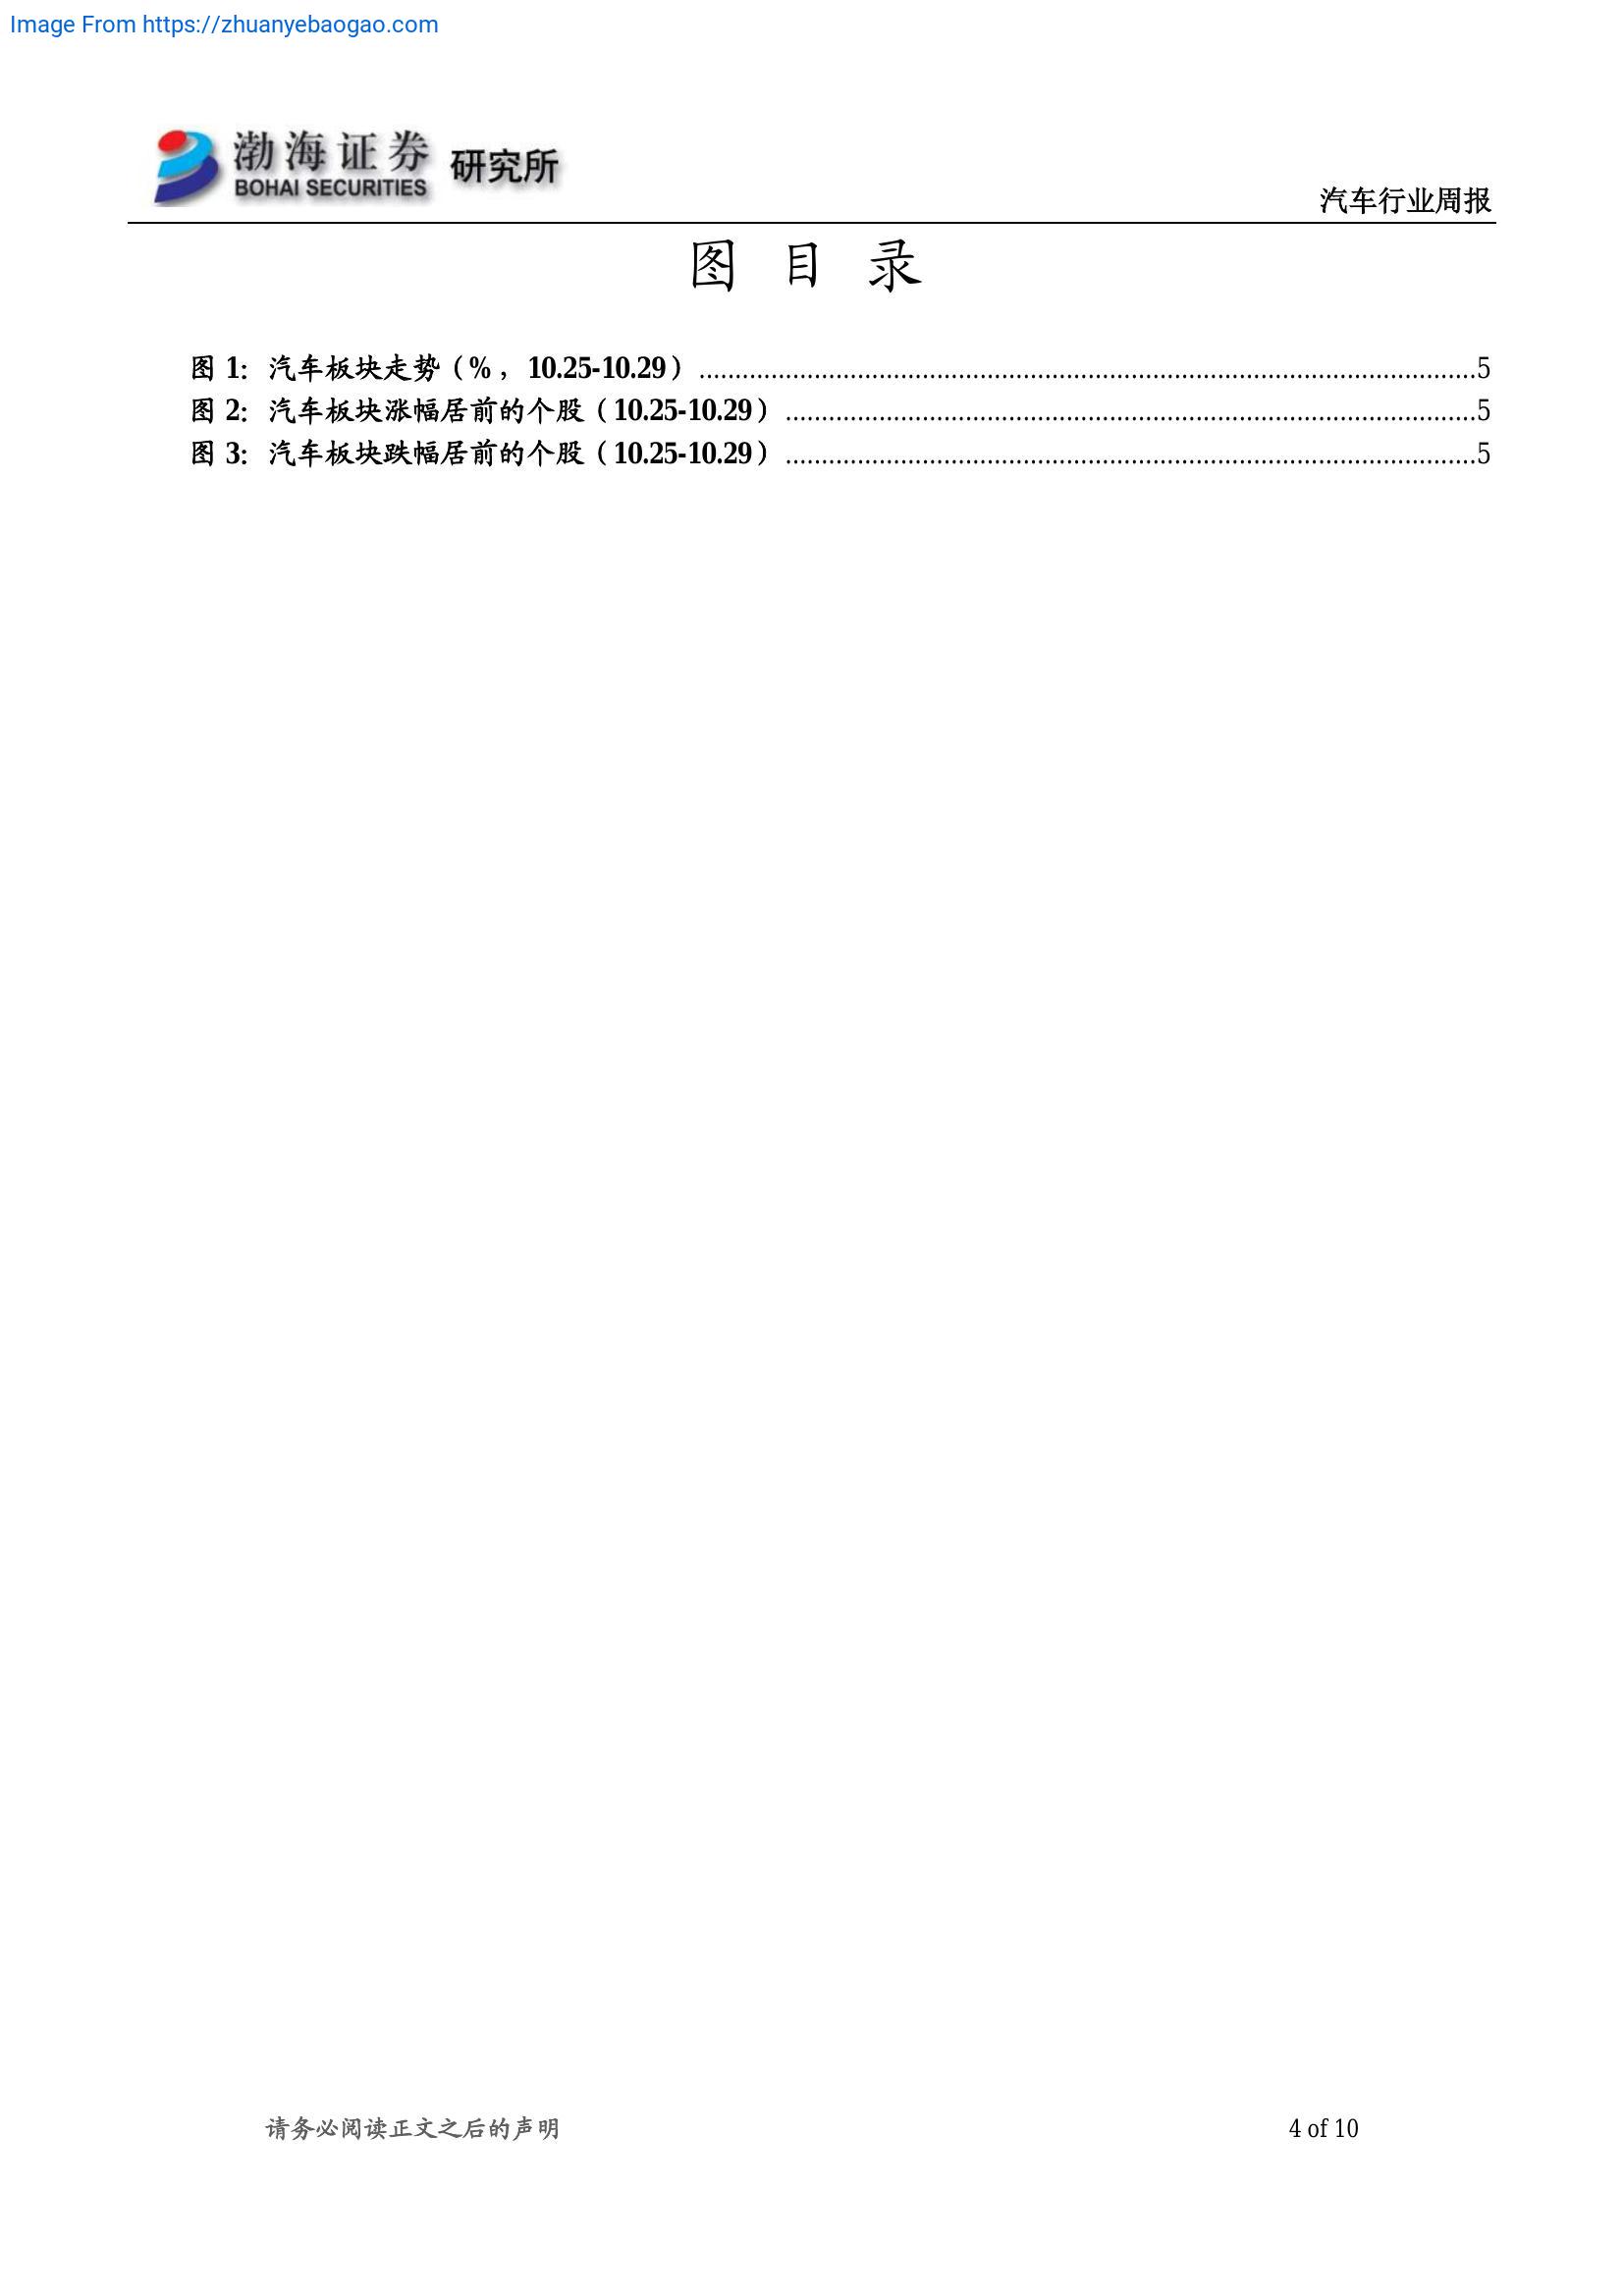 Image From https://zhuanyebaogao.com
渤海证券 研究所
BOHAI SECURITIES
汽车行业周报
图 目 录
图 1：汽车板块走势（%，10.25-10.29）....................5
图 2：汽车板块涨幅居前的个股（10.25-10.29）....................5
图 3：汽车板块跌幅居前的个股（10.25-10.29）....................5
请务必阅读正文之后的声明
4 of 10